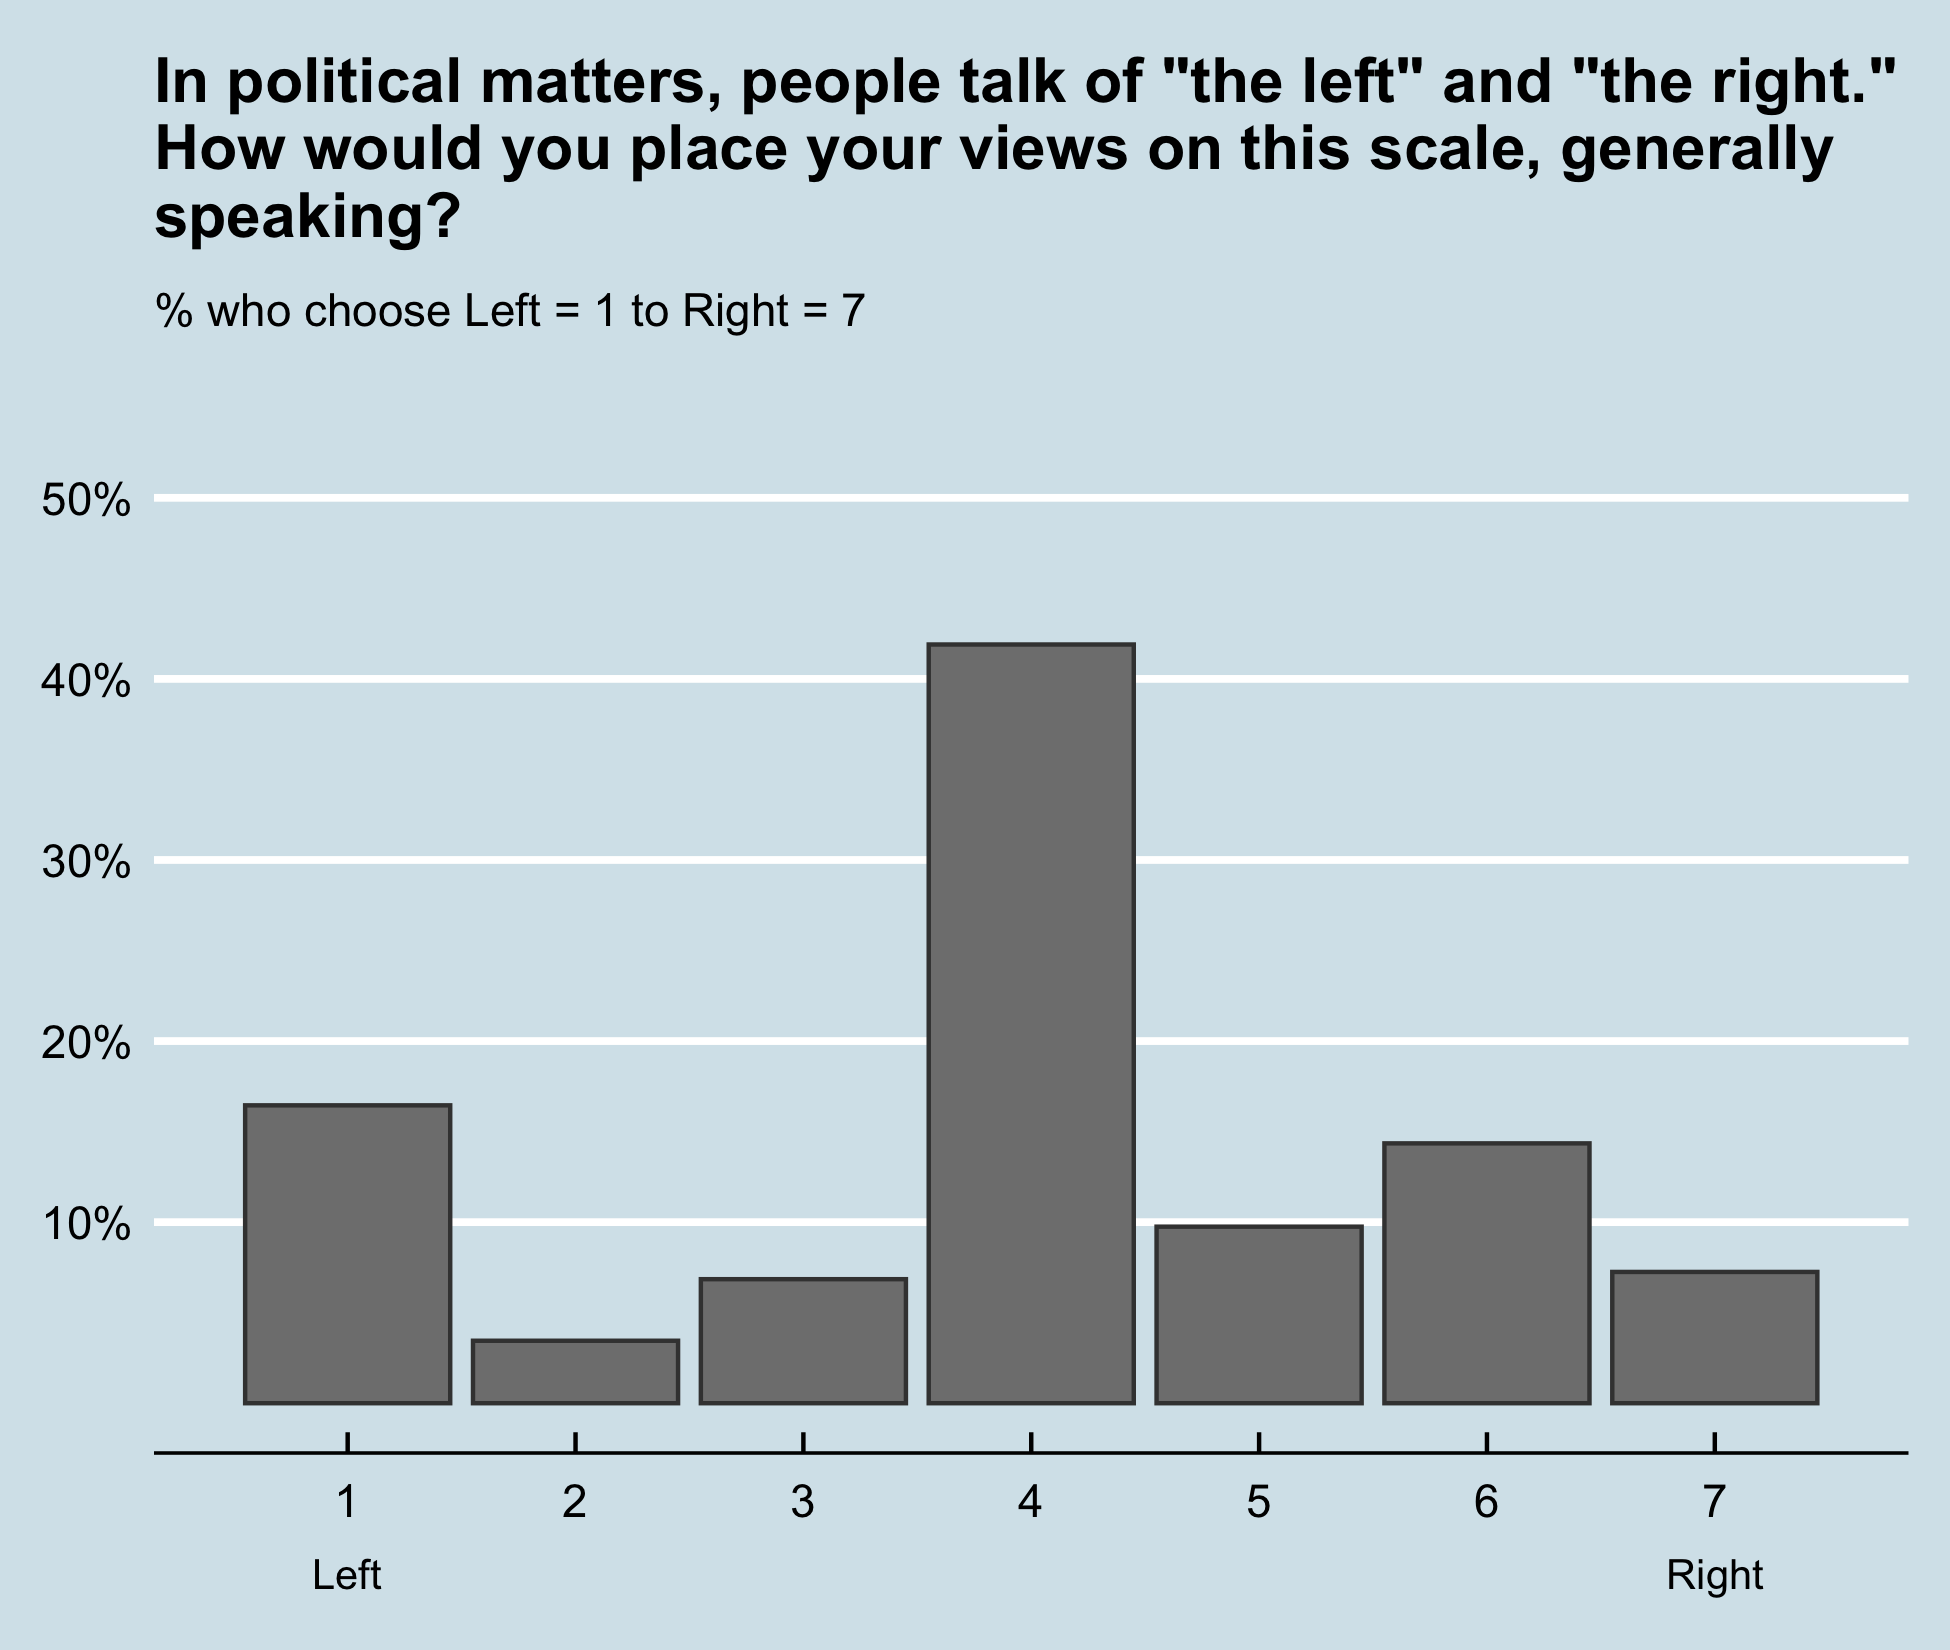 In political matters, people talk of "the left" and "the right."
How would you place your views on this scale, generally
speaking?
% who choose Left = 1 to Right = 7
50%
40%
30%
20%
10%
1 2 3 4 5 6 7
Left Right